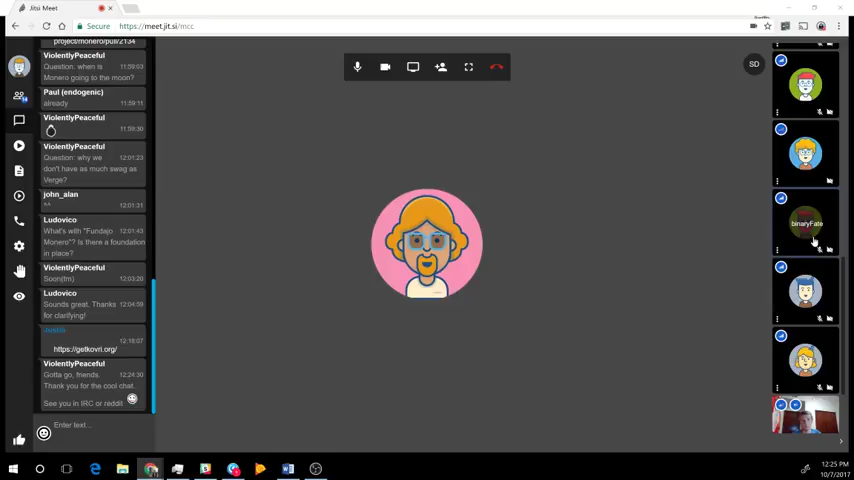 Jitsi Meet
Secure
https://meet.jit.si/mcc
project/monero/pull/2134
ViolentlyPeaceful
Question: when is 11:59:03
Monero going to the moon?
Paul (endogenic)
already 11:59:11
ViolentlyPeaceful
11:59:30
ViolentlyPeaceful
Question: why we 12:01:23
don't have as much swag as
Verge?
john_alan
^^ 12:01:31
Ludovico
What's with "Fundajo 12:02:49
Monero"? Is there a foundation
in place?
ViolentlyPeaceful
Soon(tm) 12:03:20
Ludovico
Sounds great. Thanks 12:04:59
for clarifying!
12:18:07
https://getkovri.org/
ViolentlyPeaceful
Gotta go, friends. 12:24:30
Thank you for the cool chat.
See you in IRC or reddit
Enter text...
SD
binaryFate
12:25 PM
10/7/2017